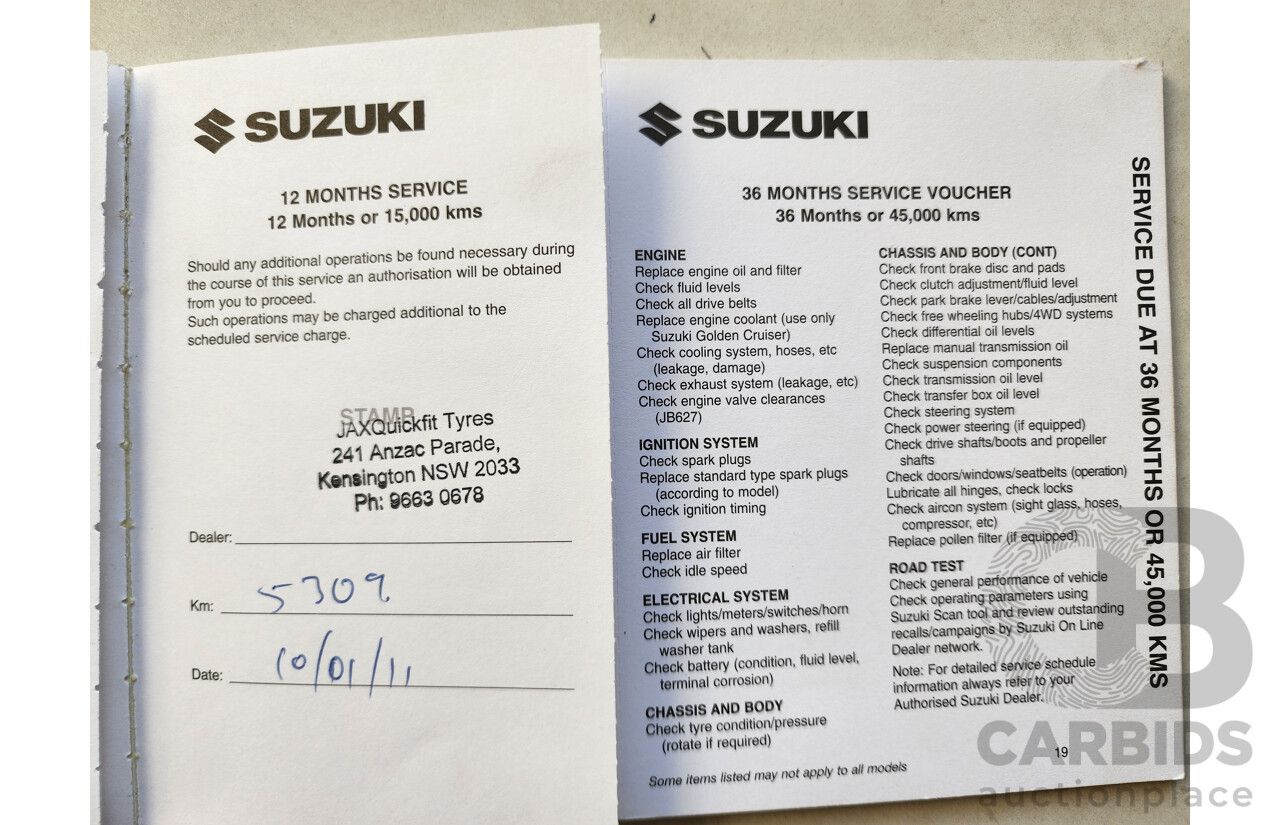 SUZUKI
12 MONTHS SERVICE
12 Months or 15,000 kms
Should any additional operations be found necessary during
the course of this service an authorisation will be obtained
from you to proceed.
Such operations may be charged additional to the
scheduled service charge.
STAMP
JAXQuickfit Tyres
241 Anzac Parade,
Kensington NSW 2033
Ph: 9663 0678
Dealer:
Km: 5309
Date: 10/01/11
SUZUKI
36 MONTHS SERVICE VOUCHER
36 Months or 45,000 kms
ENGINE
Replace engine oil and filter
Check fluid levels
Check all drive belts
Replace engine coolant (use only
Suzuki Golden Cruiser)
Check cooling system, hoses, etc
(leakage, damage)
Check exhaust system (leakage, etc)
Check engine valve clearances
(JB627)
IGNITION SYSTEM
Check spark plugs
Replace standard type spark plugs
(according to model)
Check ignition timing
FUEL SYSTEM
Replace air filter
Check idle speed
ELECTRICAL SYSTEM
Check lights/meters/switches/horn
Check wipers and washers, refill
washer tank
Check battery (condition, fluid level,
terminal corrosion)
CHASSIS AND BODY
Check tyre condition/pressure
(rotate if required)
Some items listed may not apply to all models
CHASSIS AND BODY (CONT)
Check front brake disc and pads
Check clutch adjustment/fluid level
Check park brake lever/cables/adjustment
Check free wheeling hubs/4WD systems
Check differential oil levels
Replace manual transmission oil
Check suspension components
Check transmission oil level
Check transfer box oil level
Check steering system
Check power steering (if equipped)
Check drive shafts/boots and propeller
shafts
Check doors/windows/seatbelts (operation)
Lubricate all hinges, check locks
Check aircon system (sight glass, hoses,
compressor, etc)
Replace pollen filter (if equipped)
ROAD TEST
Check general performance of vehicle
Check operating parameters using
Suzuki Scan tool and review outstanding
recalls/campaigns by Suzuki On Line
Dealer network.
Note: For detailed service schedule
information always refer to your
Authorised Suzuki Dealer.
19
SERVICE DUE AT 36 MONTHS OR 45,000 KMS
CARBIDS
auctionplace